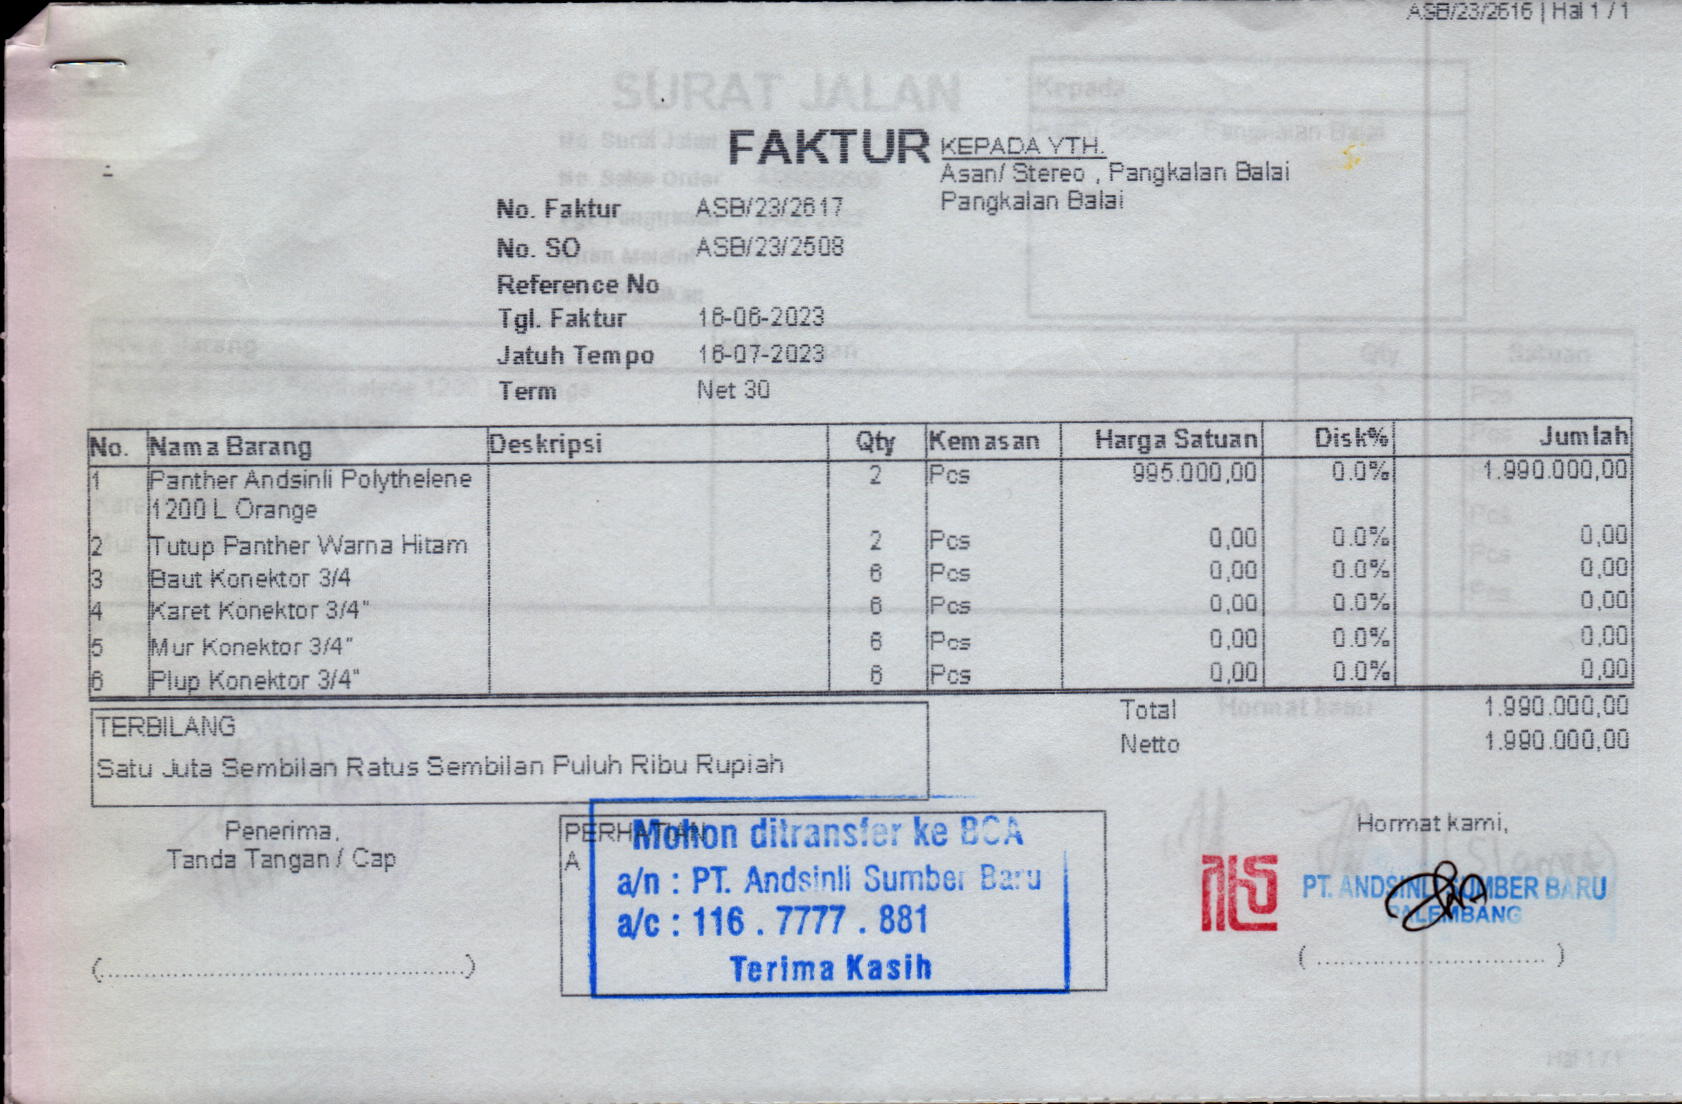 ASB/23/2616 | Hal 1 / 1
SURAT JALAN
Kepada
FAKTUR
KEPADA YTH.
Asan/ Stereo , Pangkalan Balai
Pangkalan Balai
No. Faktur ASB/23/2617
No. SO ASB/23/2508
Reference No
Tgl. Faktur 16-06-2023
Jatuh Tempo 16-07-2023
Term Net 30
Qty Satuan
No. Nama Barang Deskripsi Qty Kemasan Harga Satuan Disk% Jumlah
1 Panther Andsinli Polythelene 2 Pcs 995.000,00 0.0% 1.990.000,00
1200 L Orange
2 Tutup Panther Warna Hitam 2 Pcs 0,00 0.0% 0,00
3 Baut Konektor 3/4 6 Pcs 0,00 0.0% 0,00
4 Karet Konektor 3/4" 6 Pcs 0,00 0.0% 0,00
5 Mur Konektor 3/4" 6 Pcs 0,00 0.0% 0,00
6 Plup Konektor 3/4" 6 Pcs 0,00 0.0% 0,00
Total 1.990.000,00
Netto 1.990.000,00
TERBILANG
Satu Juta Sembilan Ratus Sembilan Puluh Ribu Rupiah
Penerima,
Tanda Tangan / Cap
PERHATIAN
A
Mohon ditransfer ke BCA
a/n : PT. Andsinli Sumber Baru
a/c : 116 . 7777 . 881
Terima Kasih
Hormat kami,
PT. ANDSINLI SUMBER BARU
PALEMBANG
Hal 1 / 1